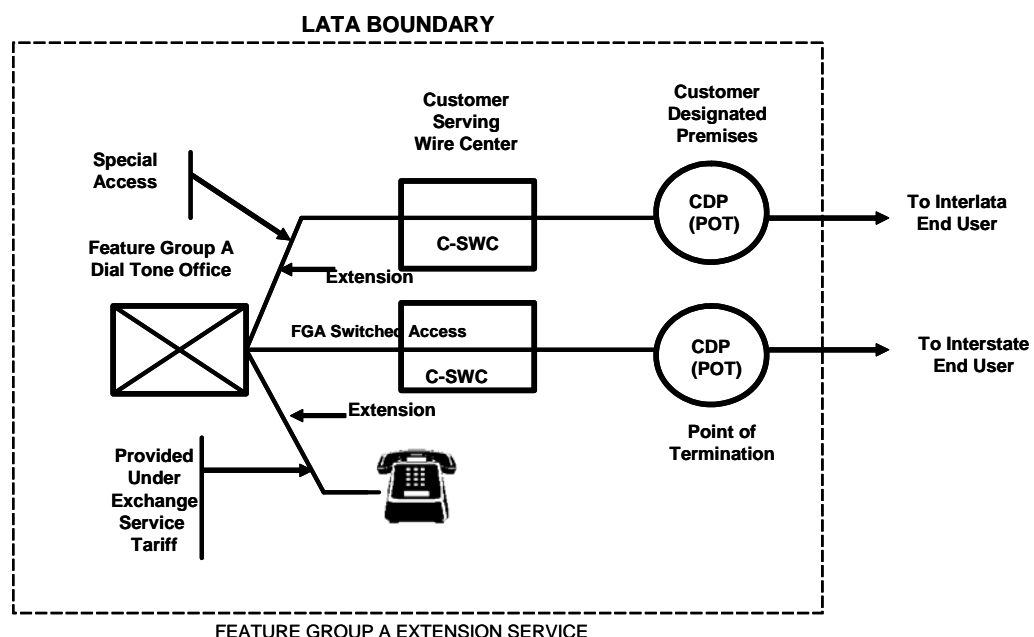 LATA BOUNDARY
Customer
Serving
Wire Center
Customer
Designated
Premises
Special
Access
CDP
(POT)
To Interlata
End User
C-SWC
Feature Group A
Dial Tone Office
Extension
FGA Switched Access
C-SWC
CDP
(POT)
To Interstate
End User
Extension
Point of
Termination
Provided
Under
Exchange
Service
Tariff
FEATURE GROUP A EXTENSION SERVICE